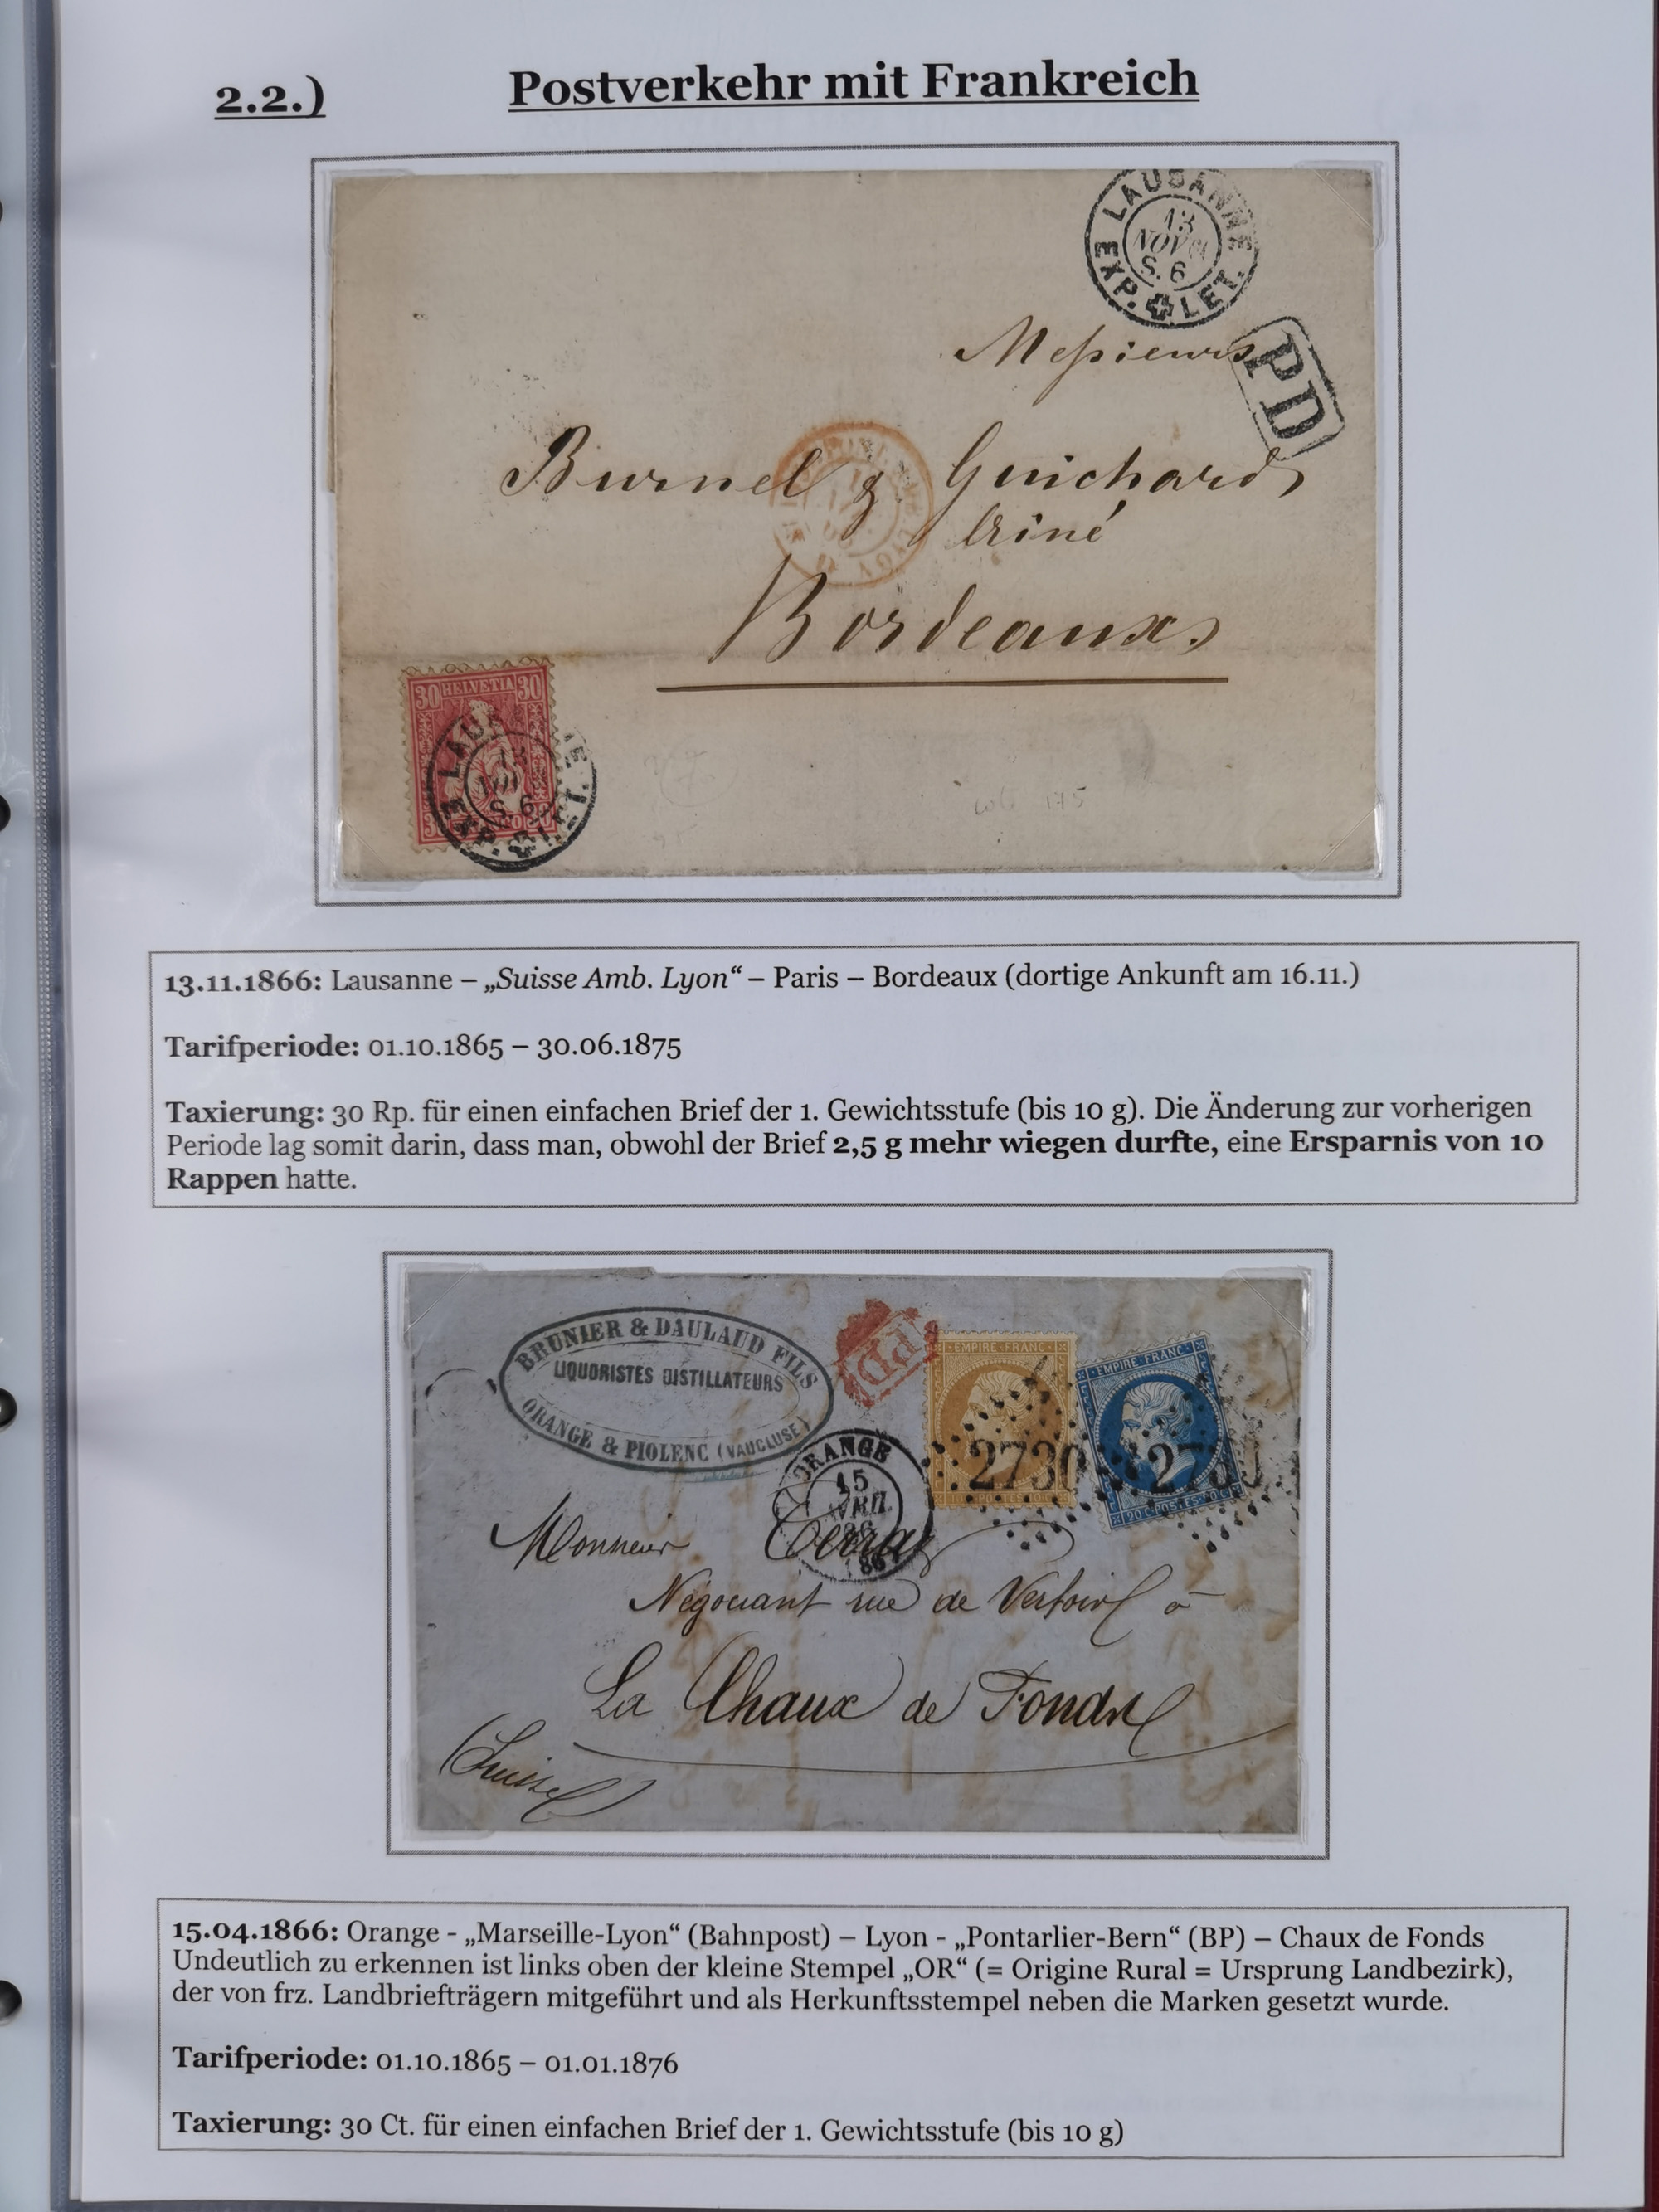 2.2.) Postverkehr mit Frankreich
LAUSANNE
13
NOV 66
S. 6
EXP. LET.
Messieurs
PD
Burnel & Guichard
Bordeaux
30 HELVETIA 30
LAUSANNE
S. 6
EXP. LET.
13.11.1866: Lausanne – „Suisse Amb. Lyon“ – Paris – Bordeaux (dortige Ankunft am 16.11.)
Tarifperiode: 01.10.1865 – 30.06.1875
Taxierung: 30 Rp. für einen einfachen Brief der 1. Gewichtsstufe (bis 10 g). Die Änderung zur vorherigen
Periode lag somit darin, dass man, obwohl der Brief 2,5 g mehr wiegen durfte, eine Ersparnis von 10
Rappen hatte.
BRUNIER & DAULAUD FILS
LIQUORISTES DISTILLATEURS
ORANGE & PIOLENC (VAUCLUSE)
PD
EMPIRE FRANC
EMPIRE FRANC
2730
ORANGE
15
AVRIL
86
Monsieur
Négociant rue de
La Chaux de Fonds
(Suisse)
15.04.1866: Orange - „Marseille-Lyon“ (Bahnpost) – Lyon - „Pontarlier-Bern“ (BP) – Chaux de Fonds
Undeutlich zu erkennen ist links oben der kleine Stempel „OR“ (= Origine Rural = Ursprung Landbezirk),
der von frz. Landbriefträgern mitgeführt und als Herkunftsstempel neben die Marken gesetzt wurde.
Tarifperiode: 01.10.1865 – 01.01.1876
Taxierung: 30 Ct. für einen einfachen Brief der 1. Gewichtsstufe (bis 10 g)